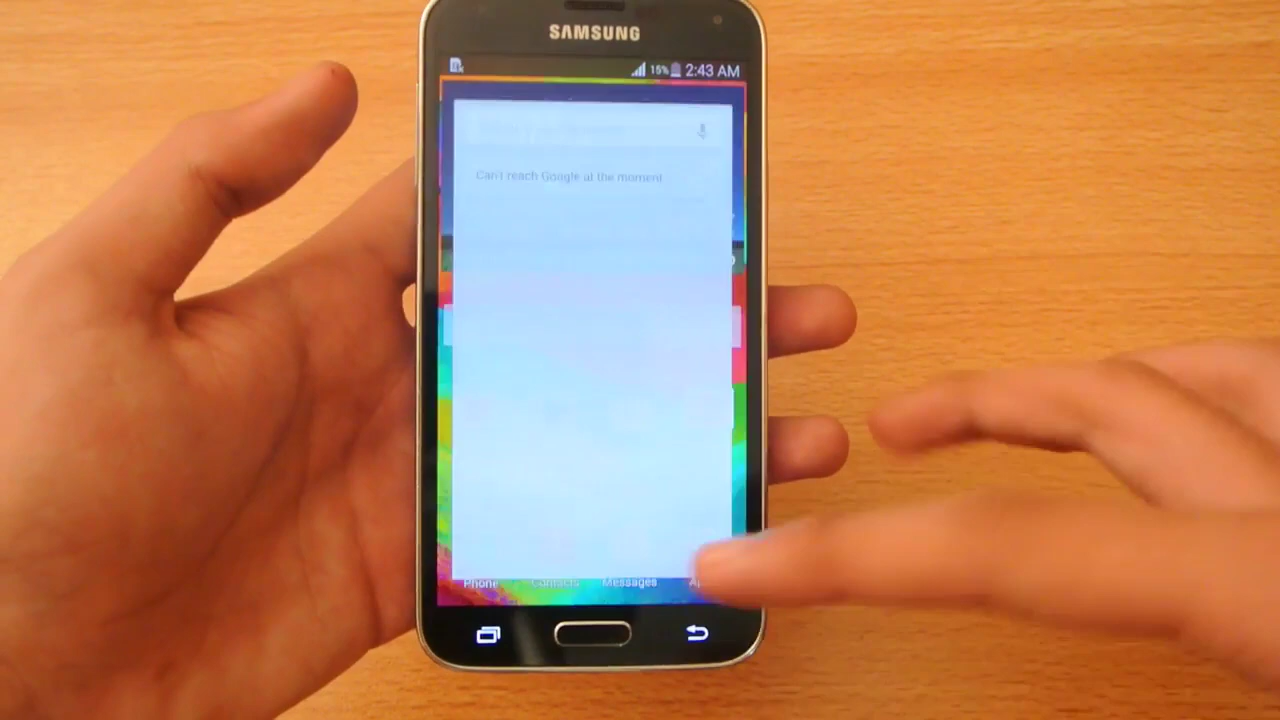 SAMSUNG
15% 2:43 AM
Can't reach Google at the moment
Phone Contacts Messages